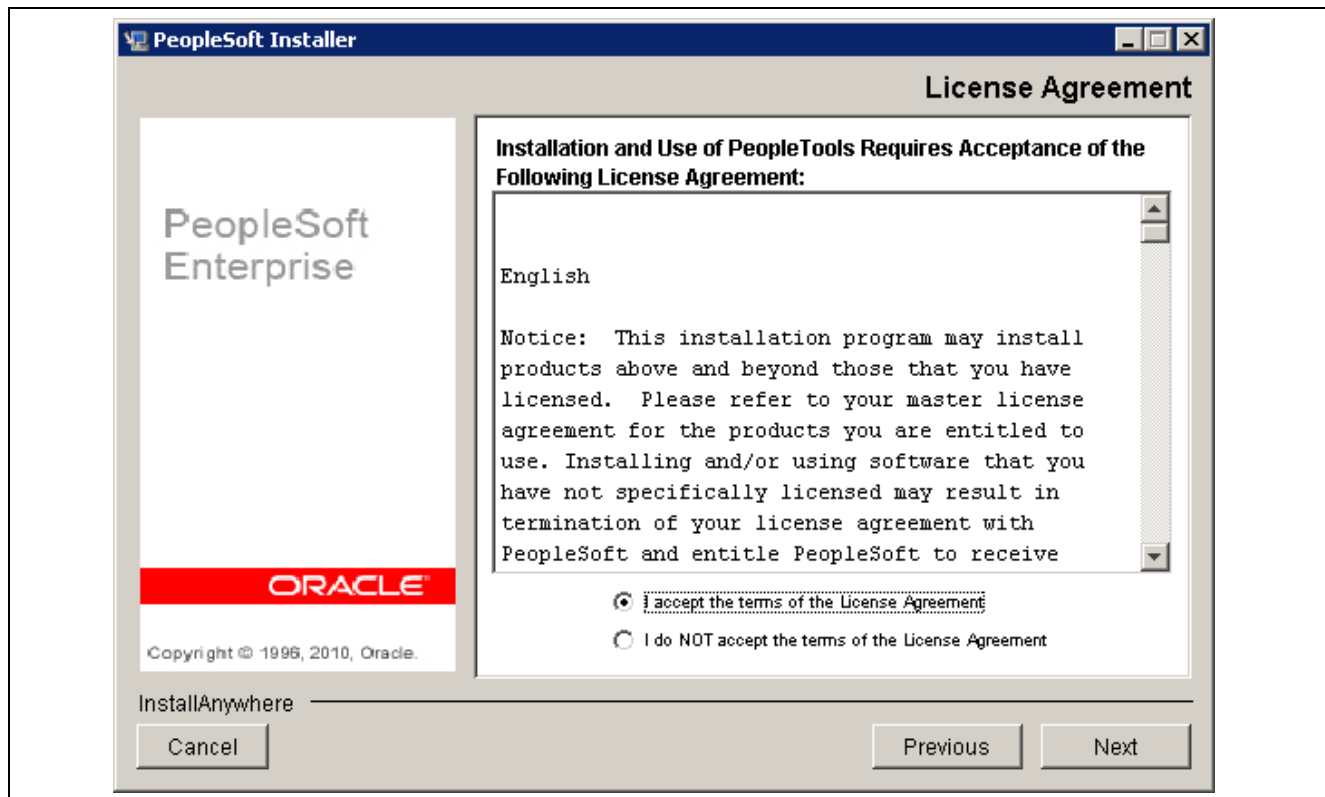 PeopleSoft Installer
License Agreement
PeopleSoft
Enterprise
ORACLE
Copyright © 1996, 2010, Oracle.
Installation and Use of PeopleTools Requires Acceptance of the
Following License Agreement:
English
Notice:  This installation program may install
products above and beyond those that you have
licensed.  Please refer to your master license
agreement for the products you are entitled to
use. Installing and/or using software that you
have not specifically licensed may result in
termination of your license agreement with
PeopleSoft and entitle PeopleSoft to receive
I accept the terms of the License Agreement
I do NOT accept the terms of the License Agreement
InstallAnywhere
Cancel
Previous
Next